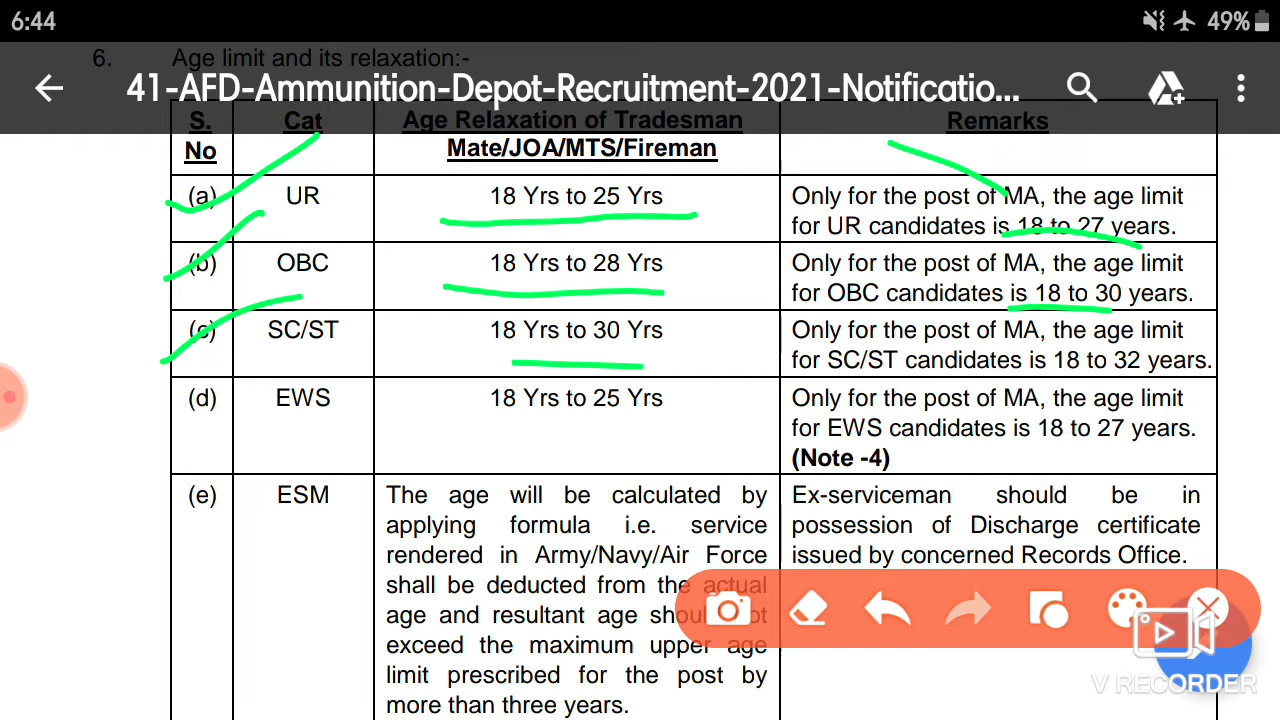 6:44
49%
6. Age limit and its relaxation:-
41-AFD-Ammunition-Depot-Recruitment-2021-Notificatio...
S. No
Cat
Age Relaxation of Tradesman
Mate/JOA/MTS/Fireman
Remarks
(a)
UR
18 Yrs to 25 Yrs
Only for the post of MA, the age limit
for UR candidates is 18 to 27 years.
(b)
OBC
18 Yrs to 28 Yrs
Only for the post of MA, the age limit
for OBC candidates is 18 to 30 years.
(c)
SC/ST
18 Yrs to 30 Yrs
Only for the post of MA, the age limit
for SC/ST candidates is 18 to 32 years.
(d)
EWS
18 Yrs to 25 Yrs
Only for the post of MA, the age limit
for EWS candidates is 18 to 27 years.
(Note -4)
(e)
ESM
The age will be calculated by
applying formula i.e. service
rendered in Army/Navy/Air Force
shall be deducted from the actual
age and resultant age should not
exceed the maximum upper age
limit prescribed for the post by
more than three years.
Ex-serviceman should be in
possession of Discharge certificate
issued by concerned Records Office.
V RECORDER